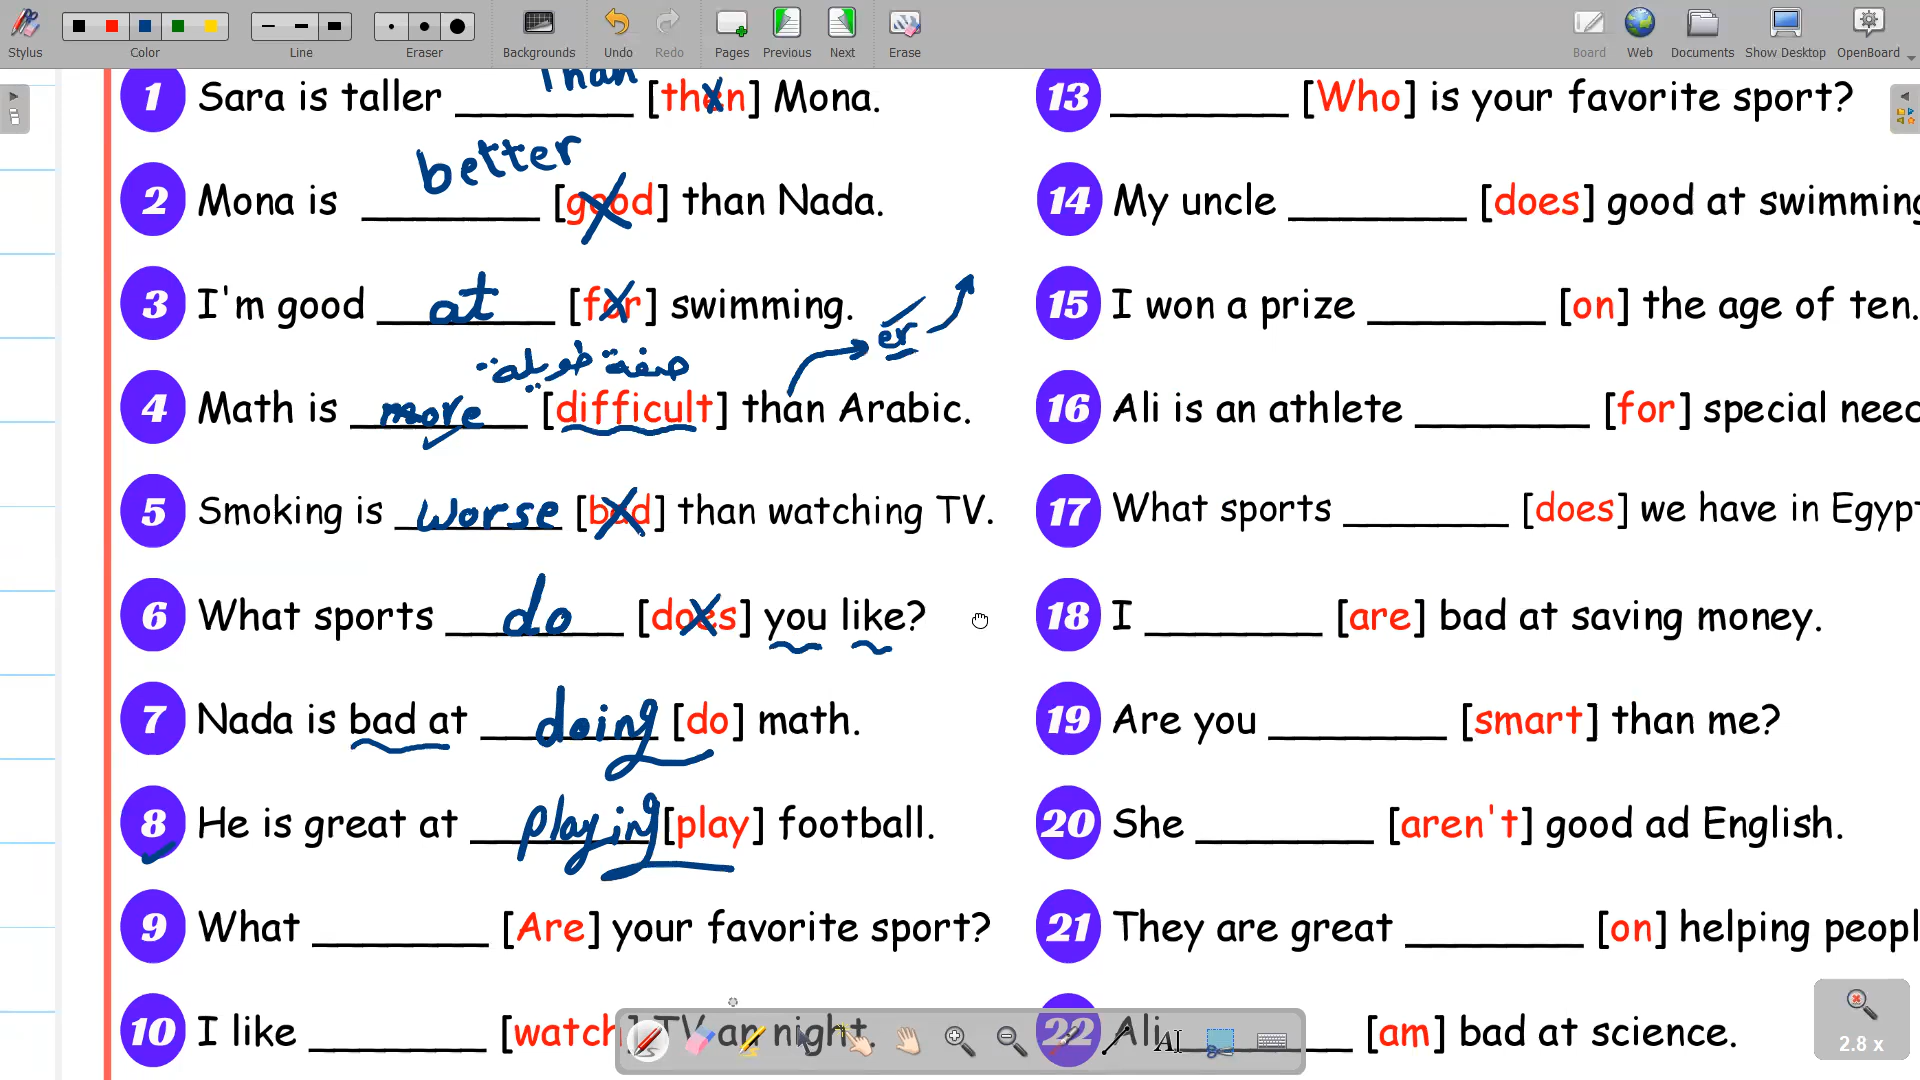 Stylus
Color
Line
Eraser
Backgrounds
Undo
Redo
Pages
Previous
Next
Erase
Board
Web
Documents
Show Desktop
OpenBoard
1 Sara is taller ________ [then] Mona.
Than
2 Mona is ________ [good] than Nada.
better
3 I'm good at [for] swimming.
er
صفة طويلة
4 Math is more [difficult] than Arabic.
5 Smoking is worse [bad] than watching TV.
6 What sports do [does] you like?
7 Nada is bad at doing [do] math.
8 He is great at playing [play] football.
9 What ________ [Are] your favorite sport?
10 I like ________ [watch] TV an night.
13 ________ [Who] is your favorite sport?
14 My uncle ________ [does] good at swimming
15 I won a prize ________ [on] the age of ten.
16 Ali is an athlete ________ [for] special need
17 What sports ________ [does] we have in Egypt
18 I ________ [are] bad at saving money.
19 Are you ________ [smart] than me?
20 She ________ [aren't] good ad English.
21 They are great ________ [on] helping peopl
22 Ali ________ [am] bad at science.
2.8 x